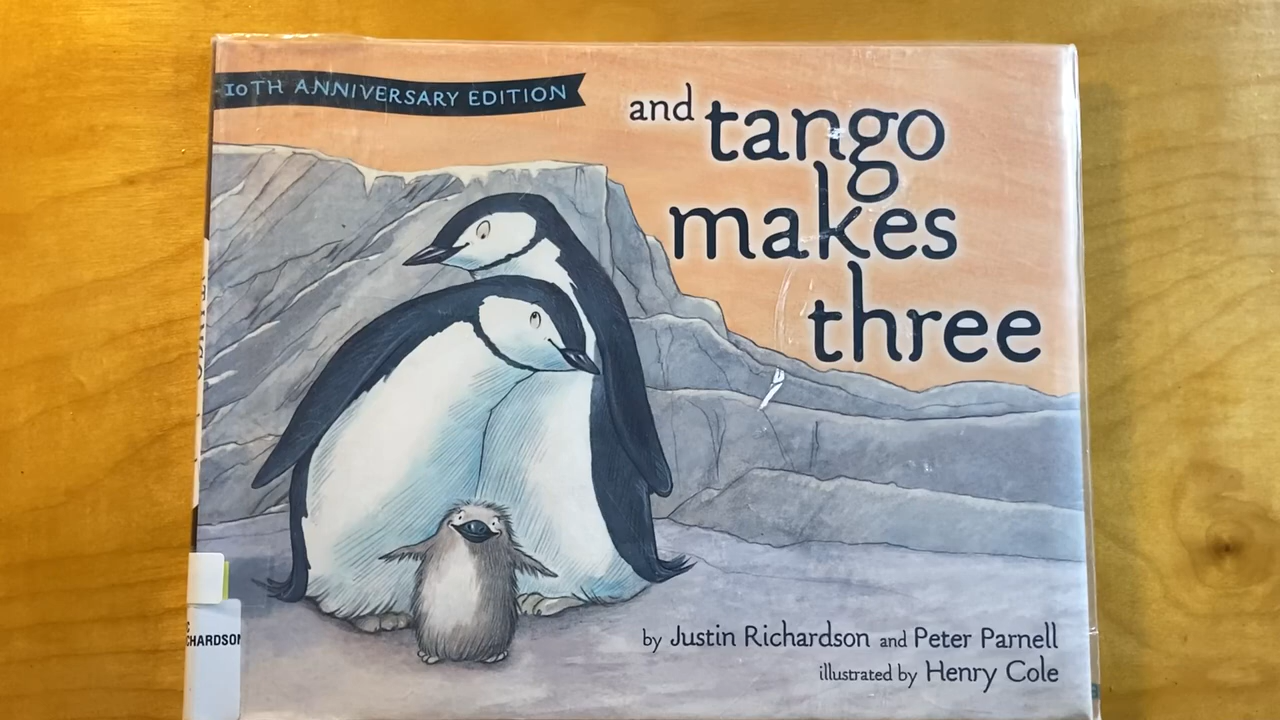 10TH ANNIVERSARY EDITION
and tango
makes
three
by Justin Richardson and Peter Parnell
illustrated by Henry Cole
CHARDSON